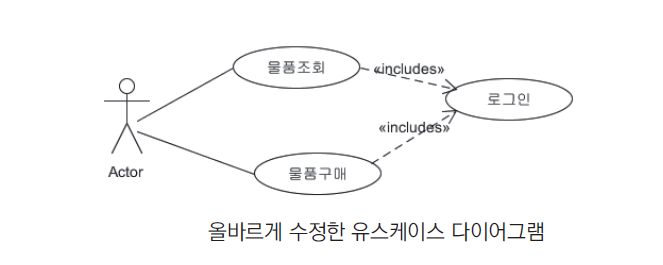 물품조회
«includes»
로그인
«includes»
물품구매
Actor
올바르게 수정한 유스케이스 다이어그램